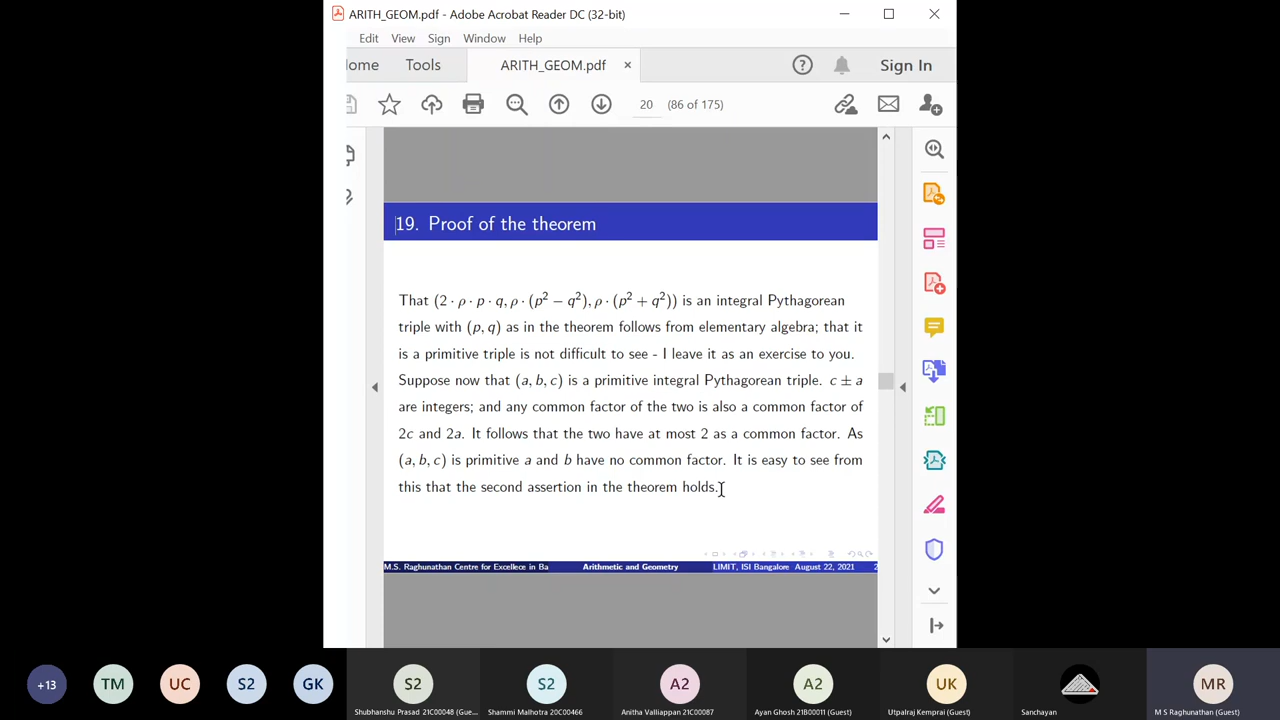 ARITH_GEOM.pdf - Adobe Acrobat Reader DC (32-bit)
Edit View Sign Window Help
ome Tools ARITH_GEOM.pdf × Sign In
20 (86 of 175)
19. Proof of the theorem
That (2 · ρ · p · q, ρ · (p² − q²), ρ · (p² + q²)) is an integral Pythagorean
triple with (p, q) as in the theorem follows from elementary algebra; that it
is a primitive triple is not difficult to see - I leave it as an exercise to you.
Suppose now that (a, b, c) is a primitive integral Pythagorean triple. c ± a
are integers; and any common factor of the two is also a common factor of
2c and 2a. It follows that the two have at most 2 as a common factor. As
(a, b, c) is primitive a and b have no common factor. It is easy to see from
this that the second assertion in the theorem holds.
M.S. Raghunathan Centre for Excellece in Ba Arithmetic and Geometry LIMIT, ISI Bangalore August 22, 2021 2
+13 TM UC S2 GK S2 S2 A2 A2 UK MR
Shubhanshu Prasad 21C00048 (Gue... Shammi Malhotra 20C00466 Anitha Valliappan 21C00087 Ayan Ghosh 21B00011 (Guest) Utpalraj Kemprai (Guest) Sanchayan M S Raghunathan (Guest)